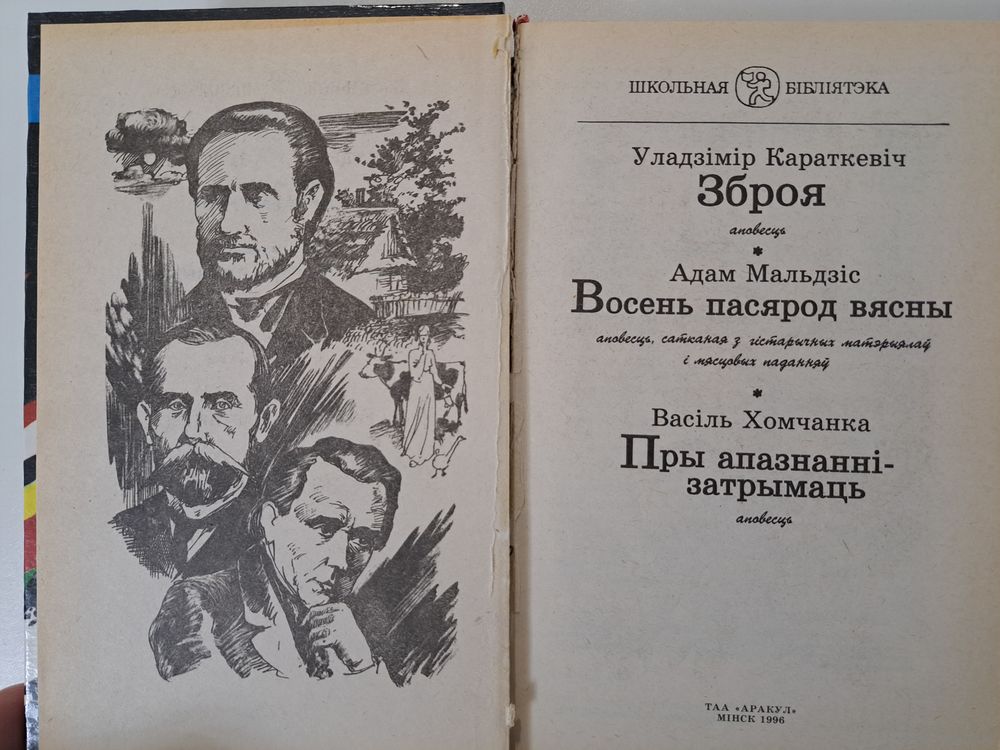 ШКОЛЬНАЯ БІБЛІЯТЭКА
Уладзімір Караткевіч
Зброя
аповесць
*
Адам Мальдзіс
Восень пасярод вясны
аповесць, сатканая з гістарычных матэрыялаў
і мясцовых паданняў
*
Васіль Хомчанка
Пры апазнанні-
затрымаць
аповесць
ТАА «АРАКУЛ»
МІНСК 1996